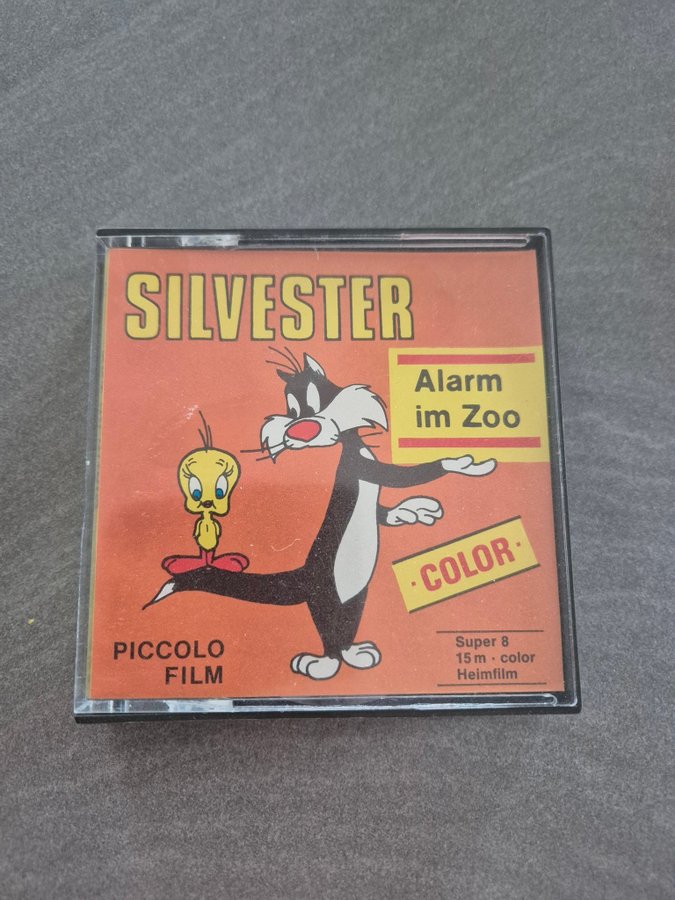 SILVESTER
Alarm
im Zoo
·COLOR·
PICCOLO
FILM
Super 8
15 m · color
Heimfilm